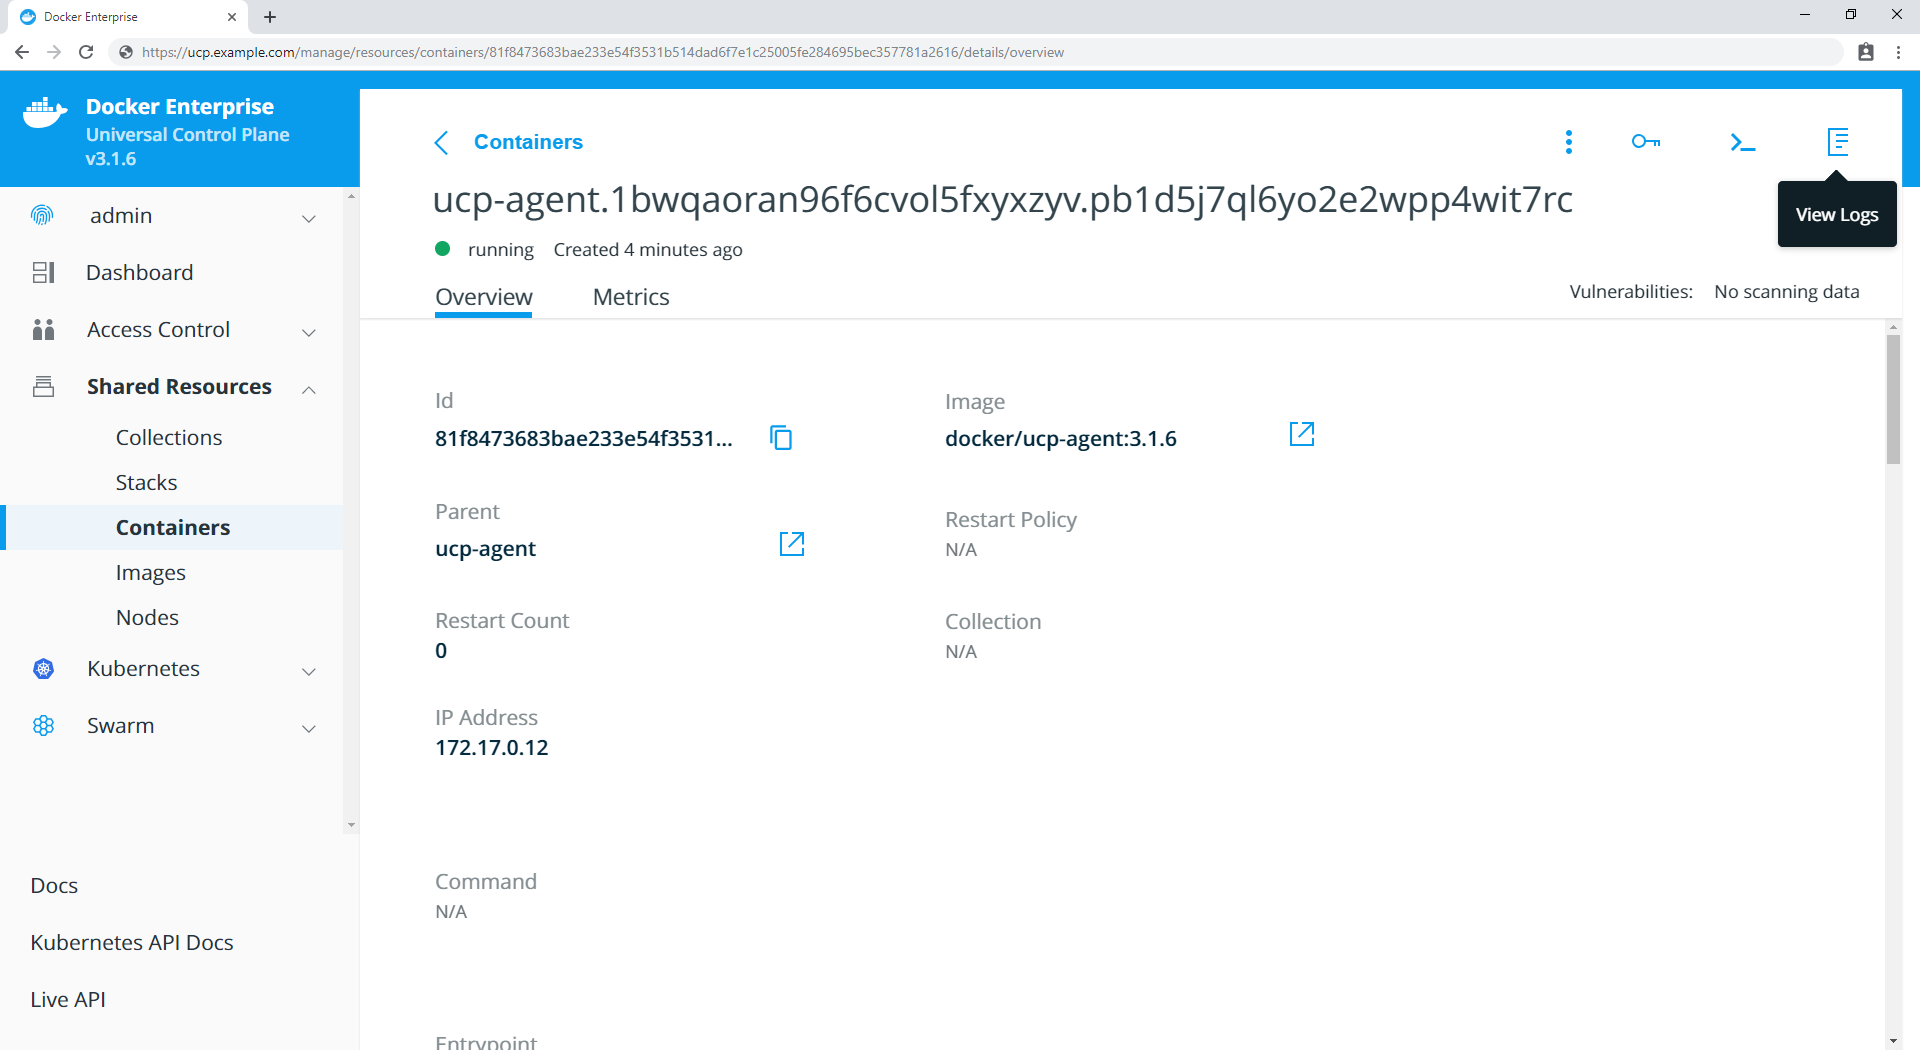 Docker Enterprise
https://ucp.example.com/manage/resources/containers/81f8473683bae233e54f3531b514dad6f7e1c25005fe284695bec357781a2616/details/overview
Docker Enterprise
Universal Control Plane
v3.1.6
admin
Dashboard
Access Control
Shared Resources
Collections
Stacks
Containers
Images
Nodes
Kubernetes
Swarm
Docs
Kubernetes API Docs
Live API
Containers
View Logs
ucp-agent.1bwqaoran96f6cvol5fxyxzyv.pb1d5j7ql6yo2e2wpp4wit7rc
running Created 4 minutes ago
Overview Metrics
Vulnerabilities: No scanning data
Id
81f8473683bae233e54f3531...
Image
docker/ucp-agent:3.1.6
Parent
ucp-agent
Restart Policy
N/A
Restart Count
0
Collection
N/A
IP Address
172.17.0.12
Command
N/A
Entrypoint